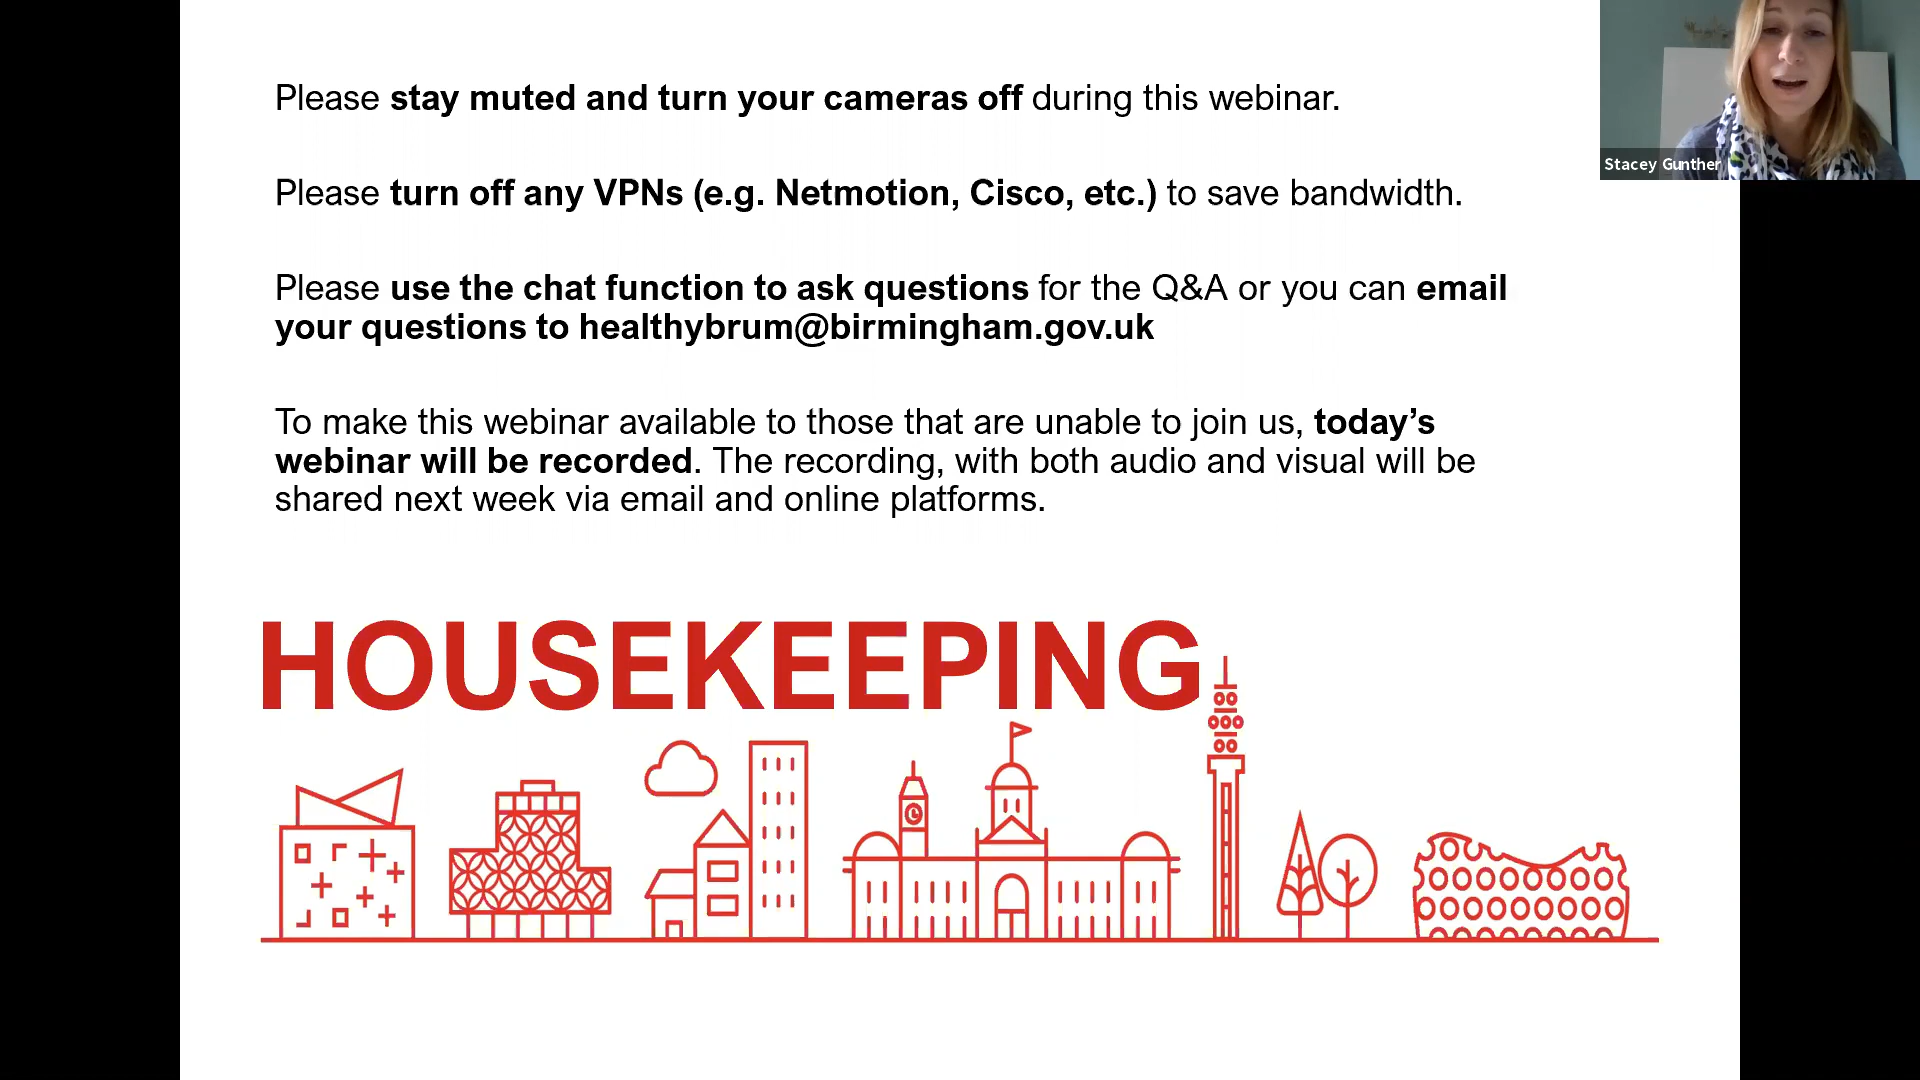 Please stay muted and turn your cameras off during this webinar.
Please turn off any VPNs (e.g. Netmotion, Cisco, etc.) to save bandwidth.
Please use the chat function to ask questions for the Q&A or you can email
your questions to healthybrum@birmingham.gov.uk
To make this webinar available to those that are unable to join us, today’s
webinar will be recorded. The recording, with both audio and visual will be
shared next week via email and online platforms.
HOUSEKEEPING
Stacey Gunther